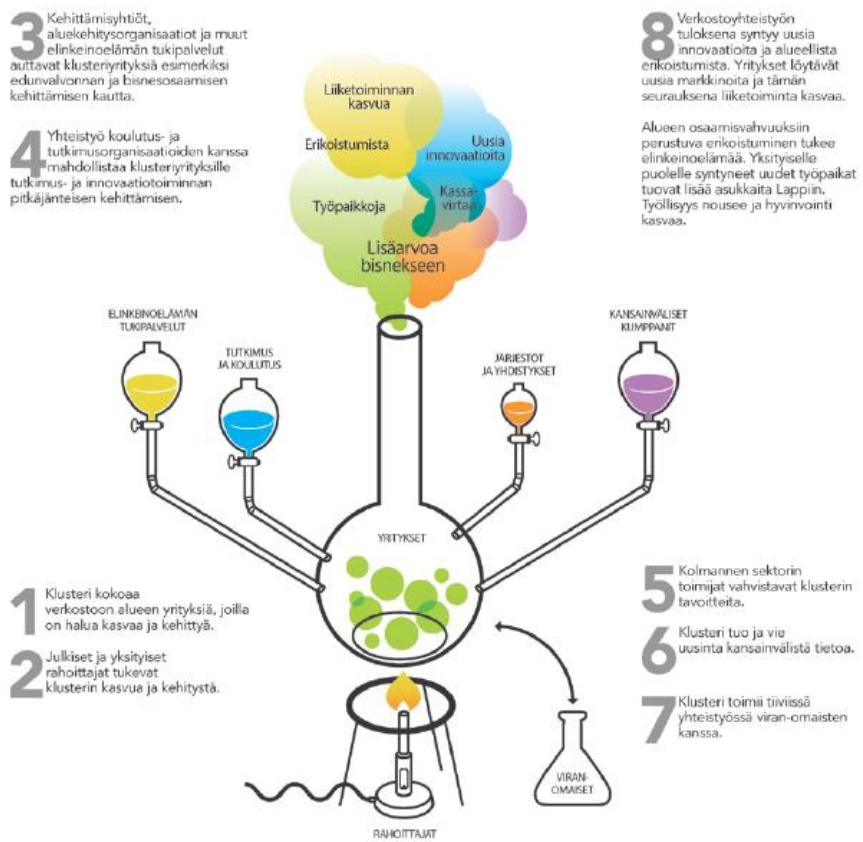 3 Kehittämisyhtiöt,
aluekehitysorganisaatiot ja muut
elinkeinoelämän tukipalvelut
auttavat klusteriyrityksiä esimerkiksi
edunvalvonnan ja bisnesosaamisen
kehittämisen kautta.
4 Yhteistyö koulutus- ja
tutkimusorganisaatioiden kanssa
mahdollistaa klusteriyrityksille
tutkimus- ja innovaatiotoiminnan
pitkäjänteisen kehittämisen.
Liiketoiminnan
kasvua
Erikoistumista
Uusia
innovaatioita
Työpaikkoja
Kassa-
virtaa
Lisäarvoa
bisnekseen
8 Verkostoyhteistyön
tuloksena syntyy uusia
innovaatioita ja alueellista
erikoistumista. Yritykset löytävät
uusia markkinoita ja tämän
seurauksena liiketoiminta kasvaa.
Alueen osaamisvahvuuksiin
perustuva erikoistuminen tukee
elinkeinoelämää. Yksityiselle
puolelle syntyneet uudet työpaikat
tuovat lisää asukkaita Lappiin.
Työllisyys nousee ja hyvinvointi
kasvaa.
ELINKEINOELÄMÄN
TUKIPALVELUT
TUTKIMUS
JA KOULUTUS
JÄRJESTÖT
JA YHDISTYKSET
KANSAINVÄLISET
KUMPPANIT
YRITYKSET
1 Klusteri kokoaa
verkostoon alueen yrityksiä, joilla
on halua kasvaa ja kehittyä.
2 Julkiset ja yksityiset
rahoittajat tukevat
klusterin kasvua ja kehitystä.
5 Kolmannen sektorin
toimijat vahvistavat klusterin
tavoitteita.
6 Klusteri tuo ja vie
uusinta kansainvälistä tietoa.
7 Klusteri toimii tiiviissä
yhteistyössä viran-omaisten
kanssa.
VIRAN-
OMAISET
RAHOITTAJAT